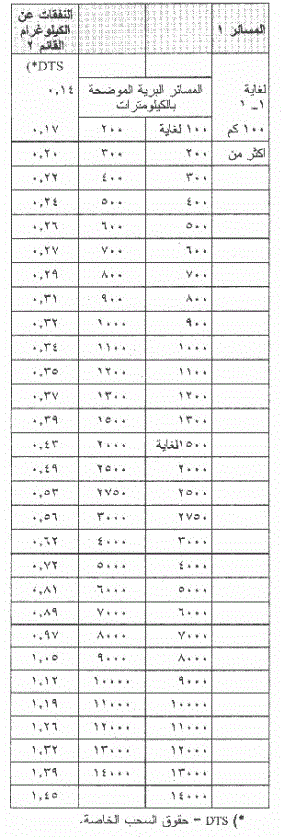 المسائر ١ النفقات عن الكيلوغرام القائم ٢
(*DTS
لغاية ١_١ ١٠٠ كم المسائر البرية الموضحة بالكيلومترات ٠,١٤
اكثر من ١٠٠ لغاية ٢٠٠ ٠,١٧
٢٠٠ ٣٠٠ ٠,٢٠
٣٠٠ ٤٠٠ ٠,٢٢
٤٠٠ ٥٠٠ ٠,٢٤
٥٠٠ ٦٠٠ ٠,٢٦
٦٠٠ ٧٠٠ ٠,٢٧
٧٠٠ ٨٠٠ ٠,٢٩
٨٠٠ ٩٠٠ ٠,٣١
٩٠٠ ١٠٠٠ ٠,٣٢
١٠٠٠ ١١٠٠ ٠,٣٤
١١٠٠ ١٢٠٠ ٠,٣٥
١٢٠٠ ١٣٠٠ ٠,٣٧
١٣٠٠ ١٥٠٠ ٠,٣٩
١٥٠٠لغاية ٢٠٠٠ ٠,٤٣
٢٠٠٠ ٢٥٠٠ ٠,٤٩
٢٥٠٠ ٢٧٥٠ ٠,٥٣
٢٧٥٠ ٣٠٠٠ ٠,٥٦
٣٠٠٠ ٤٠٠٠ ٠,٦٢
٤٠٠٠ ٥٠٠٠ ٠,٧٢
٥٠٠٠ ٦٠٠٠ ٠,٨١
٦٠٠٠ ٧٠٠٠ ٠,٨٩
٧٠٠٠ ٨٠٠٠ ٠,٩٧
٨٠٠٠ ٩٠٠٠ ١,٠٥
٩٠٠٠ ١٠٠٠٠ ١,١٢
١٠٠٠٠ ١١٠٠٠ ١,١٩
١١٠٠٠ ١٢٠٠٠ ١,٢٦
١٢٠٠٠ ١٣٠٠٠ ١,٣٢
١٣٠٠٠ ١٤٠٠٠ ١,٣٩
١٤٠٠٠ ١,٤٥
*) DTS = حقوق السحب الخاصة.